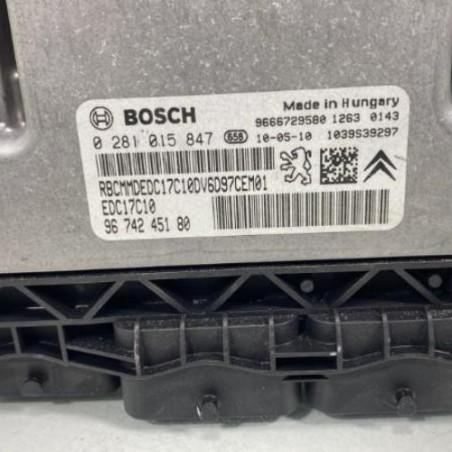 BOSCH
Made in Hungary
9666729580 1263 0143
0 281 015 847 658 10-05-10 1039S39297
RBCMMDEDC17C10DV6D97CEM01
EDC17C10
96 742 451 80